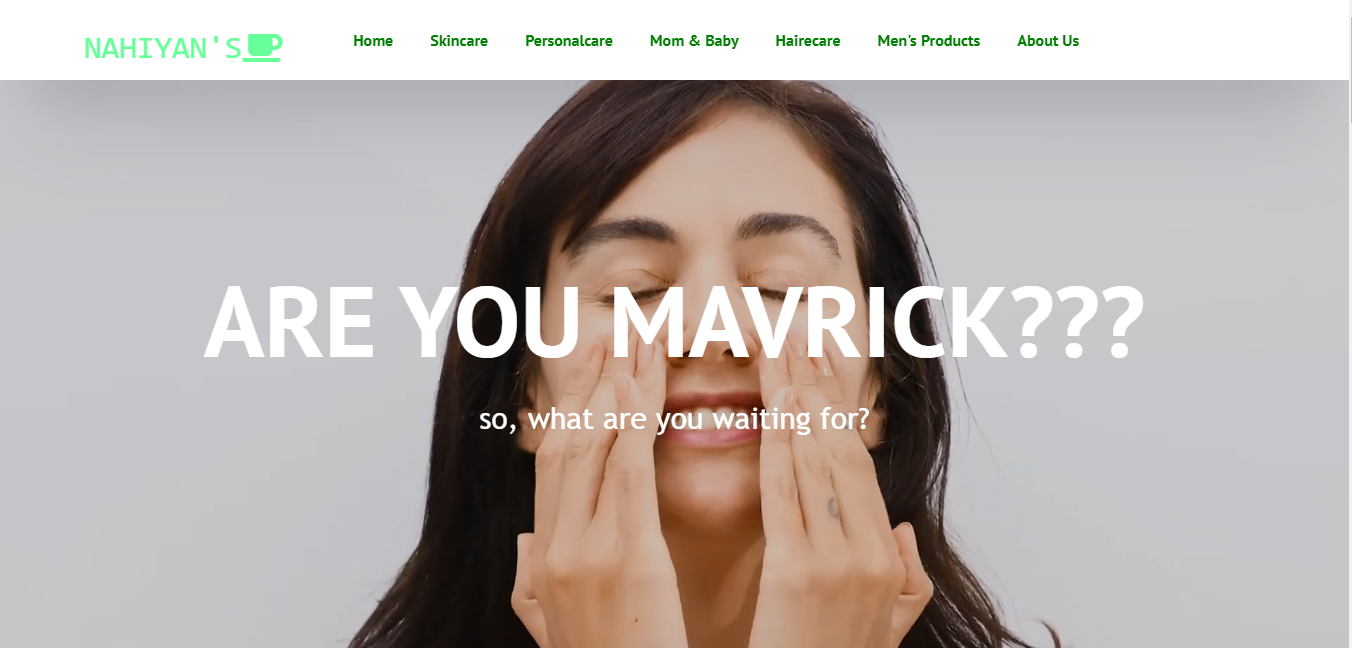 NAHIYAN'S
Home Skincare Personalcare Mom & Baby Hairecare Men's Products About Us
ARE YOU MAVRICK???
so, what are you waiting for?